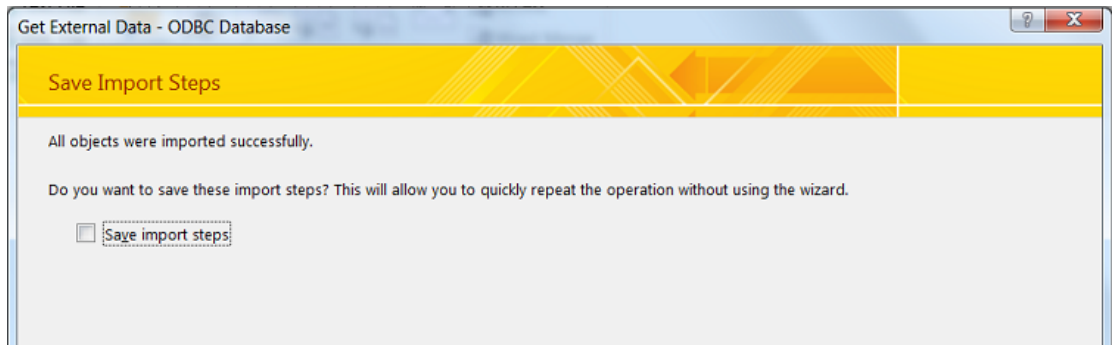 Get External Data - ODBC Database
Save Import Steps
All objects were imported successfully.
Do you want to save these import steps? This will allow you to quickly repeat the operation without using the wizard.
Save import steps